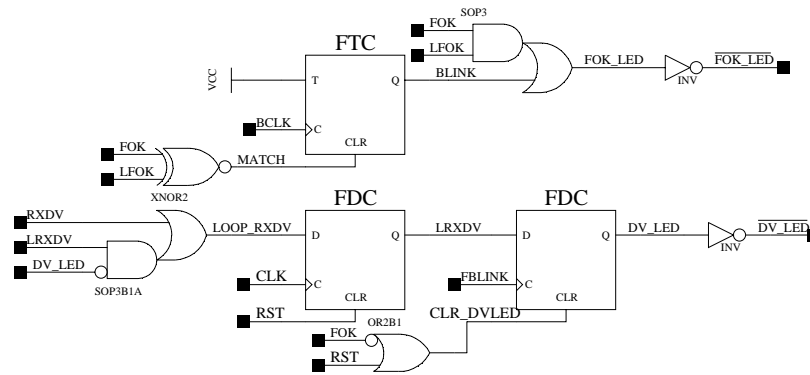 SOP3
FOK
LFOK
FTC
VCC
T
Q
BLINK
FOK_LED
INV
FOK_LED
BCLK
C
CLR
FOK
LFOK
MATCH
XNOR2
FDC
FDC
RXDV
LRXDV
DV_LED
SOP3B1A
LOOP_RXDV
D
Q
LRXDV
D
Q
DV_LED
INV
DV_LED
CLK
C
CLR
FBLINK
C
CLR
RST
OR2B1
FOK
RST
CLR_DVLED